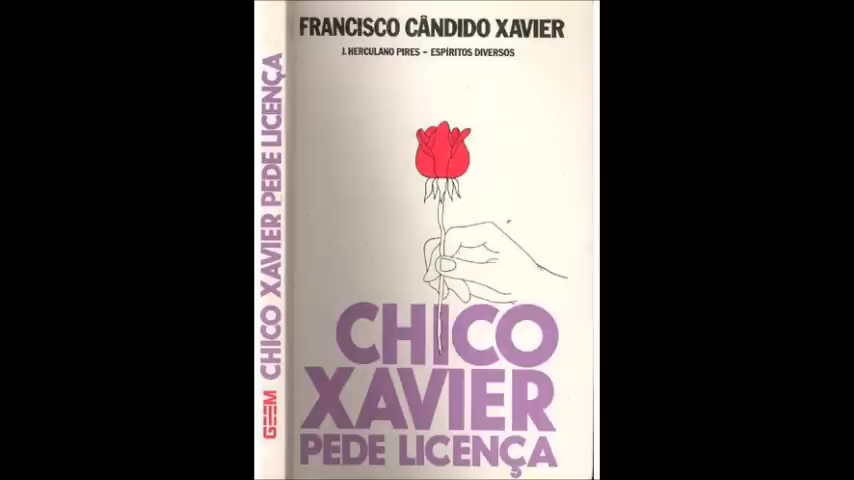 FRANCISCO CÂNDIDO XAVIER
J. HERCULANO PIRES - ESPÍRITOS DIVERSOS
CHICO
XAVIER
PEDE LICENÇA
GEEM CHICO XAVIER PEDE LICENÇA